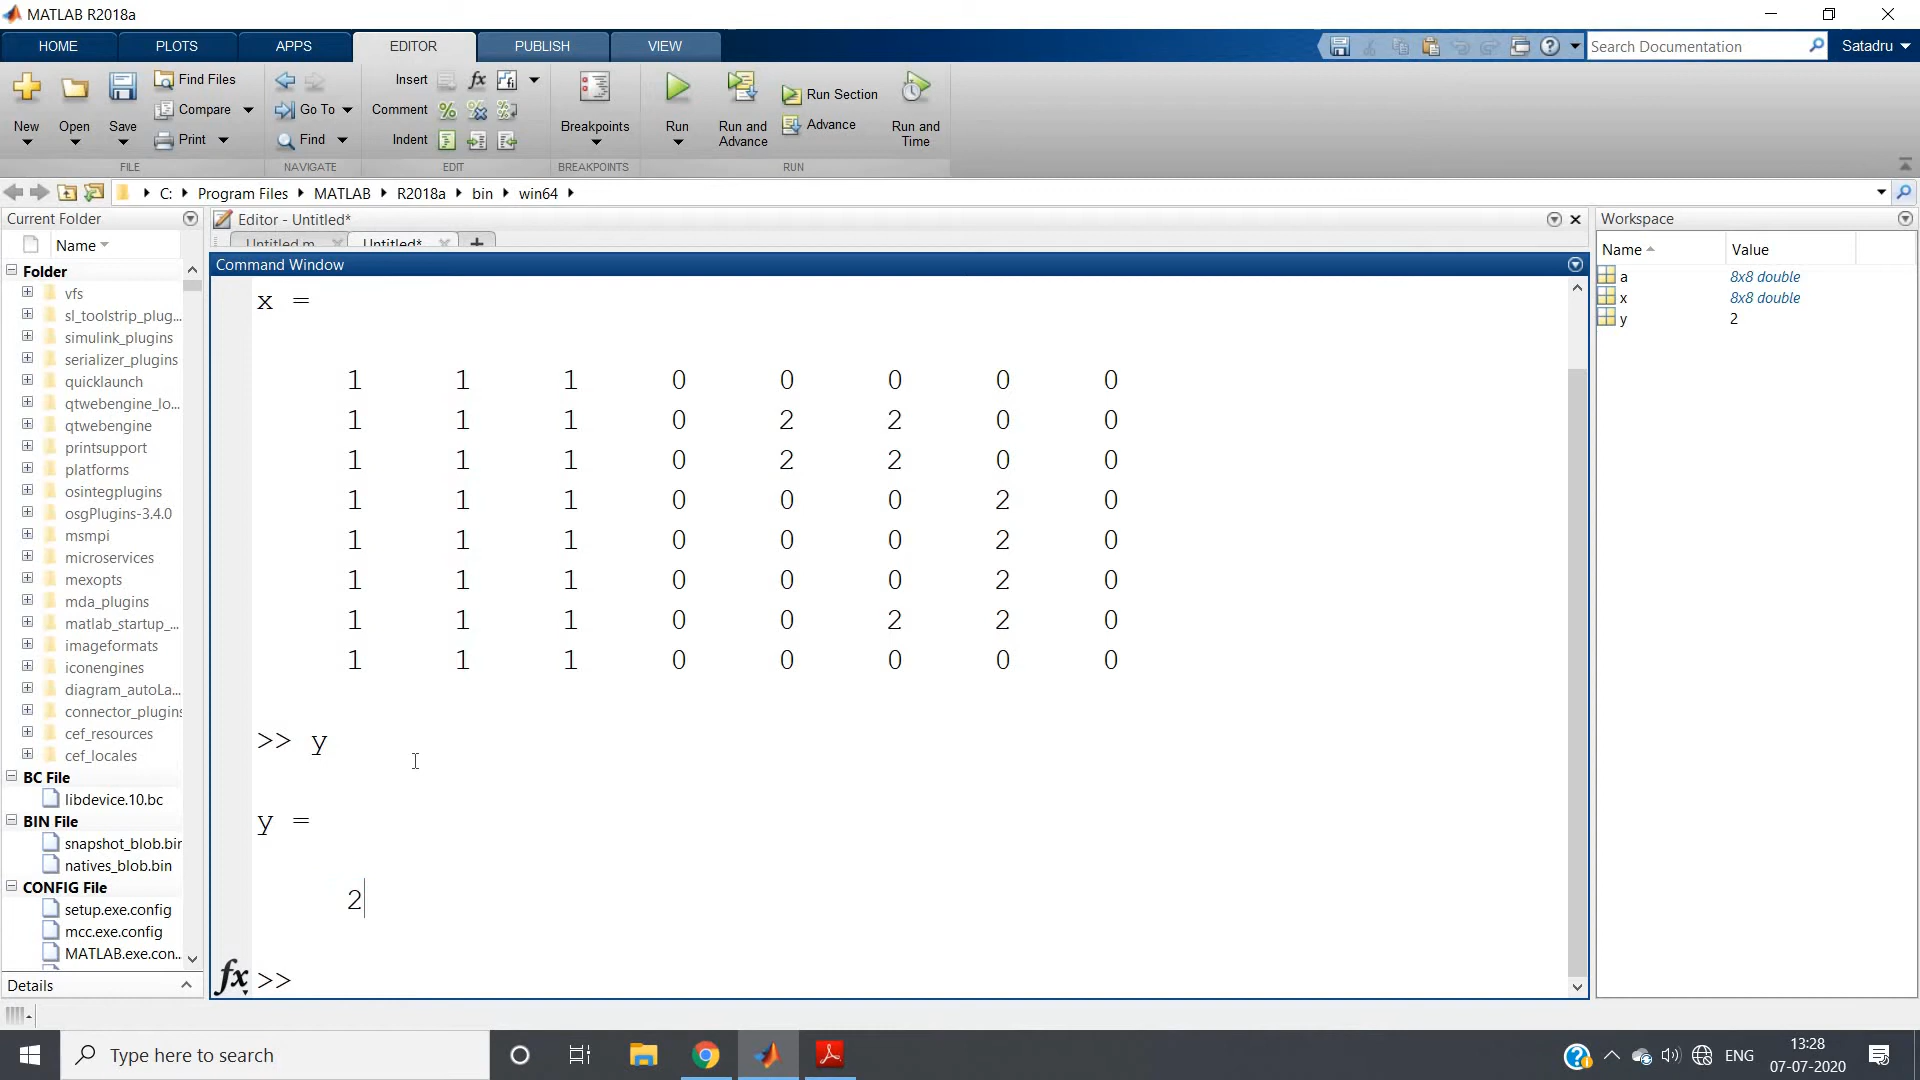 MATLAB R2018a
HOME PLOTS APPS EDITOR PUBLISH VIEW
Search Documentation
Satadru
New
Open
Save
Find Files
Compare
Print
FILE
Go To
Find
NAVIGATE
Insert
Comment
Indent
EDIT
Breakpoints
BREAKPOINTS
Run
Run and
Advance
Run Section
Advance
Run and
Time
RUN
C: Program Files MATLAB R2018a bin win64
Current Folder
Name
Folder
vfs
sl_toolstrip_plug...
simulink_plugins
serializer_plugins
quicklaunch
qtwebengine_lo...
qtwebengine
printsupport
platforms
osintegplugins
osgPlugins-3.4.0
msmpi
microservices
mexopts
mda_plugins
matlab_startup_...
imageformats
iconengines
diagram_autoLa...
connector_plugins
cef_resources
cef_locales
BC File
libdevice.10.bc
BIN File
snapshot_blob.bin
natives_blob.bin
CONFIG File
setup.exe.config
mcc.exe.config
MATLAB.exe.con...
Details
Editor - Untitled*
Untitled.m Untitled*
Command Window
x =
1 1 1 0 0 0 0 0
1 1 1 0 2 2 0 0
1 1 1 0 2 2 0 0
1 1 1 0 0 0 2 0
1 1 1 0 0 0 2 0
1 1 1 0 0 0 2 0
1 1 1 0 0 2 2 0
1 1 1 0 0 0 0 0
>> y
y =
2
fx >>
Workspace
Name Value
a 8x8 double
x 8x8 double
y 2
Type here to search
ENG
13:28
07-07-2020